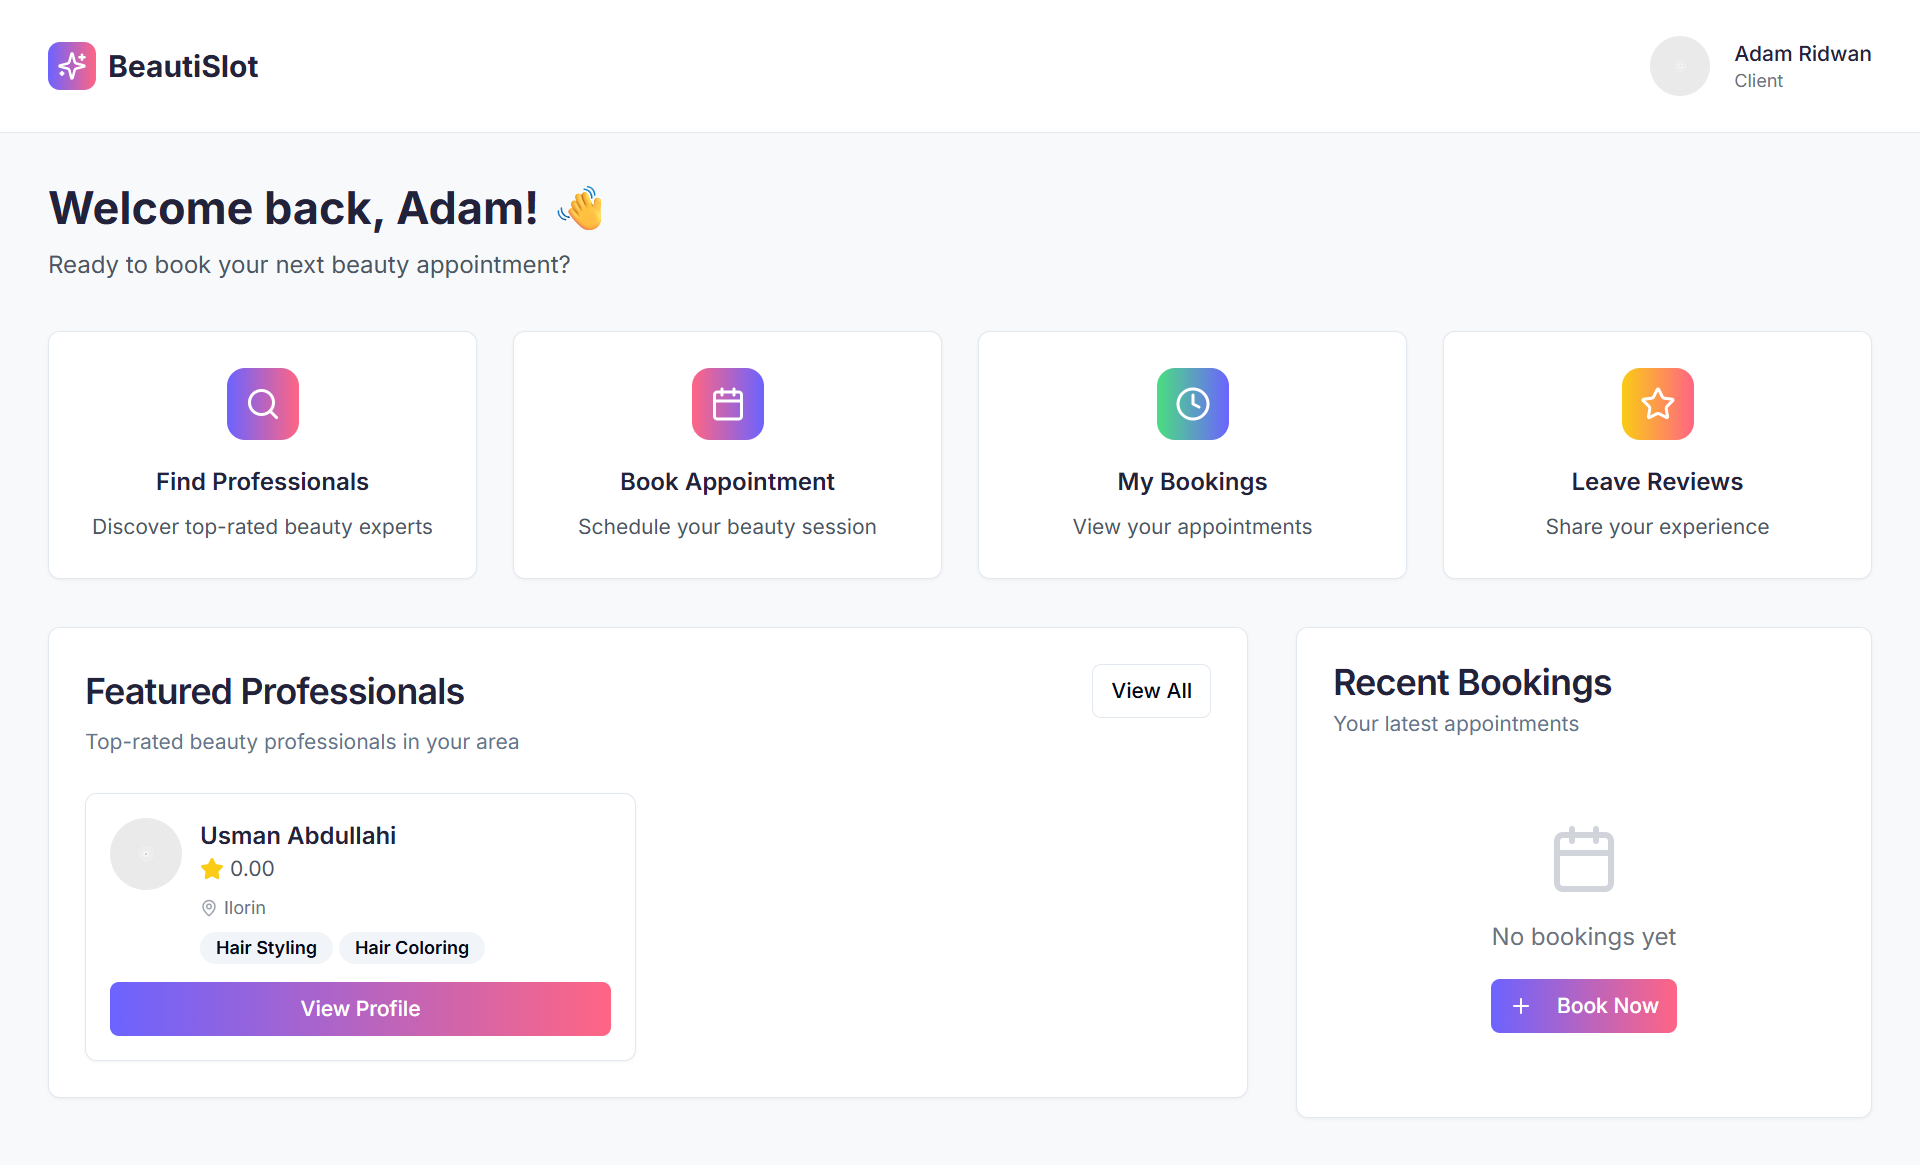 BeautiSlot
Adam Ridwan
Client
Welcome back, Adam! 👋
Ready to book your next beauty appointment?
Find Professionals
Discover top-rated beauty experts
Book Appointment
Schedule your beauty session
My Bookings
View your appointments
Leave Reviews
Share your experience
Featured Professionals
View All
Top-rated beauty professionals in your area
Usman Abdullahi
0.00
Ilorin
Hair Styling
Hair Coloring
View Profile
Recent Bookings
Your latest appointments
No bookings yet
Book Now